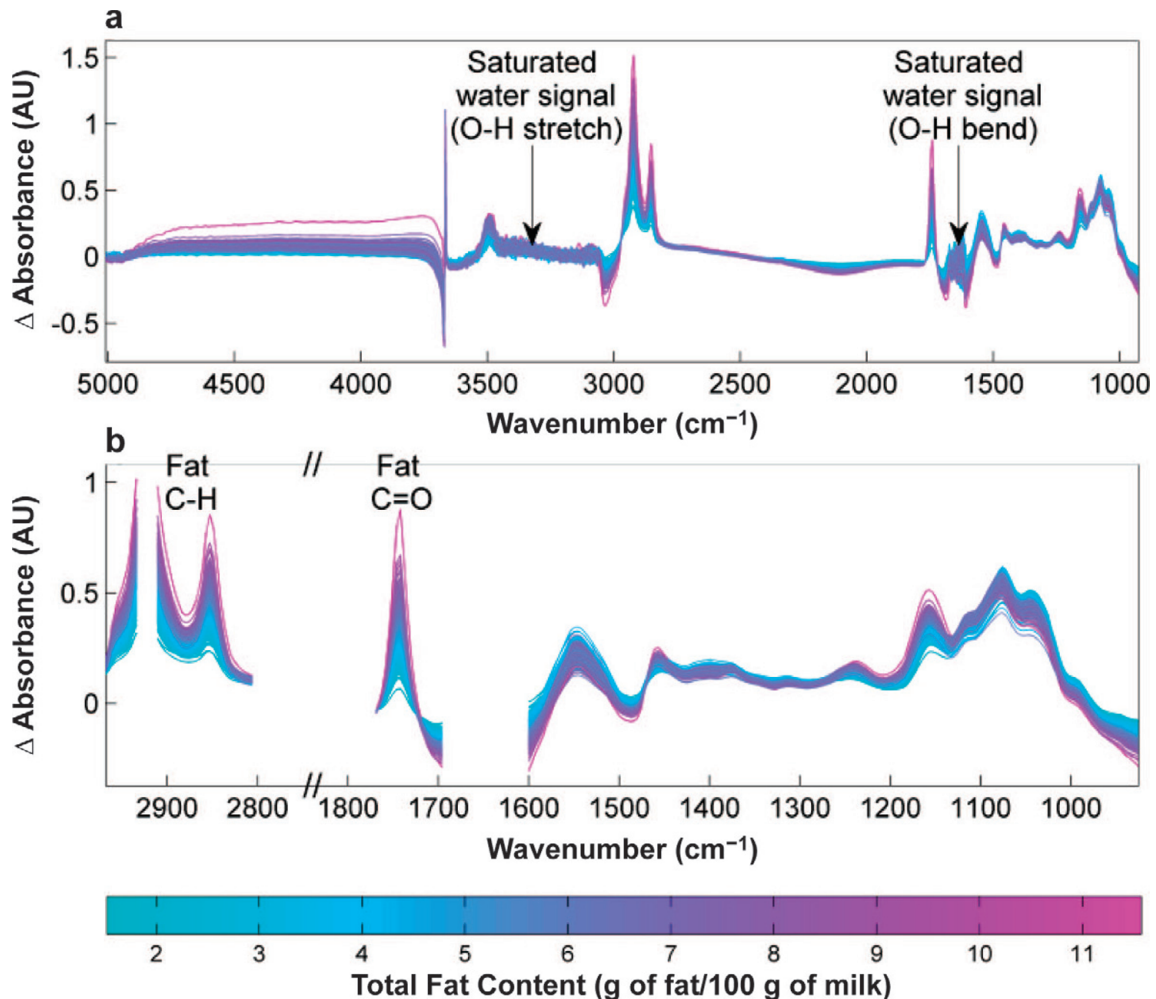 a
1.5
1
0.5
0
-0.5
Δ Absorbance (AU)
Saturated
water signal
(O-H stretch)
Saturated
water signal
(O-H bend)
5000 4500 4000 3500 3000 2500 2000 1500 1000
Wavenumber (cm⁻¹)
b
1
0.5
0
Δ Absorbance (AU)
Fat
C-H
//
Fat
C=O
2900 2800 // 1800 1700 1600 1500 1400 1300 1200 1100 1000
Wavenumber (cm⁻¹)
2 3 4 5 6 7 8 9 10 11
Total Fat Content (g of fat/100 g of milk)